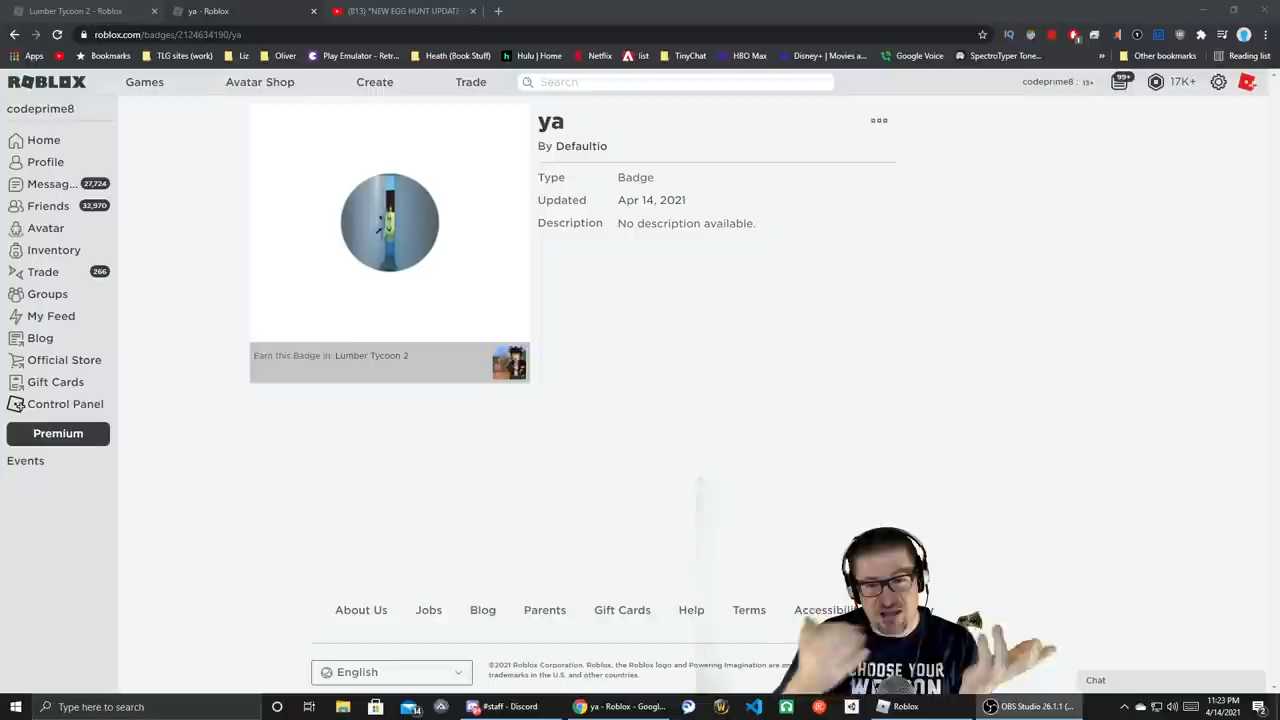 Lumber Tycoon 2 - Roblox
ya - Roblox
(813) *NEW EGG HUNT UPDATE
roblox.com/badges/2124634190/ya
Apps
Bookmarks
TLG sites (work)
Liz
Oliver
Play Emulator - Retr...
Heath (Book Stuff)
Hulu | Home
Netflix
list
TinyChat
HBO Max
Disney+ | Movies a...
Google Voice
SpectroTyper Tone...
Other bookmarks
Reading list
ROBLOX
Games
Avatar Shop
Create
Trade
Search
codeprime8 : 13+
99+
17K+
codeprime8
Home
Profile
Messag... 27,724
Friends 32,970
Avatar
Inventory
Trade 266
Groups
My Feed
Blog
Official Store
Gift Cards
Control Panel
Premium
Events
ya
By Defaultio
Type Badge
Updated Apr 14, 2021
Description No description available.
Earn this Badge in: Lumber Tycoon 2
About Us
Jobs
Blog
Parents
Gift Cards
Help
Terms
English
©2021 Roblox Corporation. Roblox, the Roblox logo and Powering Imagination are
trademarks in the U.S. and other countries.
CHOOSE YOUR
WEAPON
Chat
Type here to search
14
#staff - Discord
ya - Roblox - Googl...
Roblox
OBS Studio 26.1.1 (...
11:23 PM
4/14/2021
2